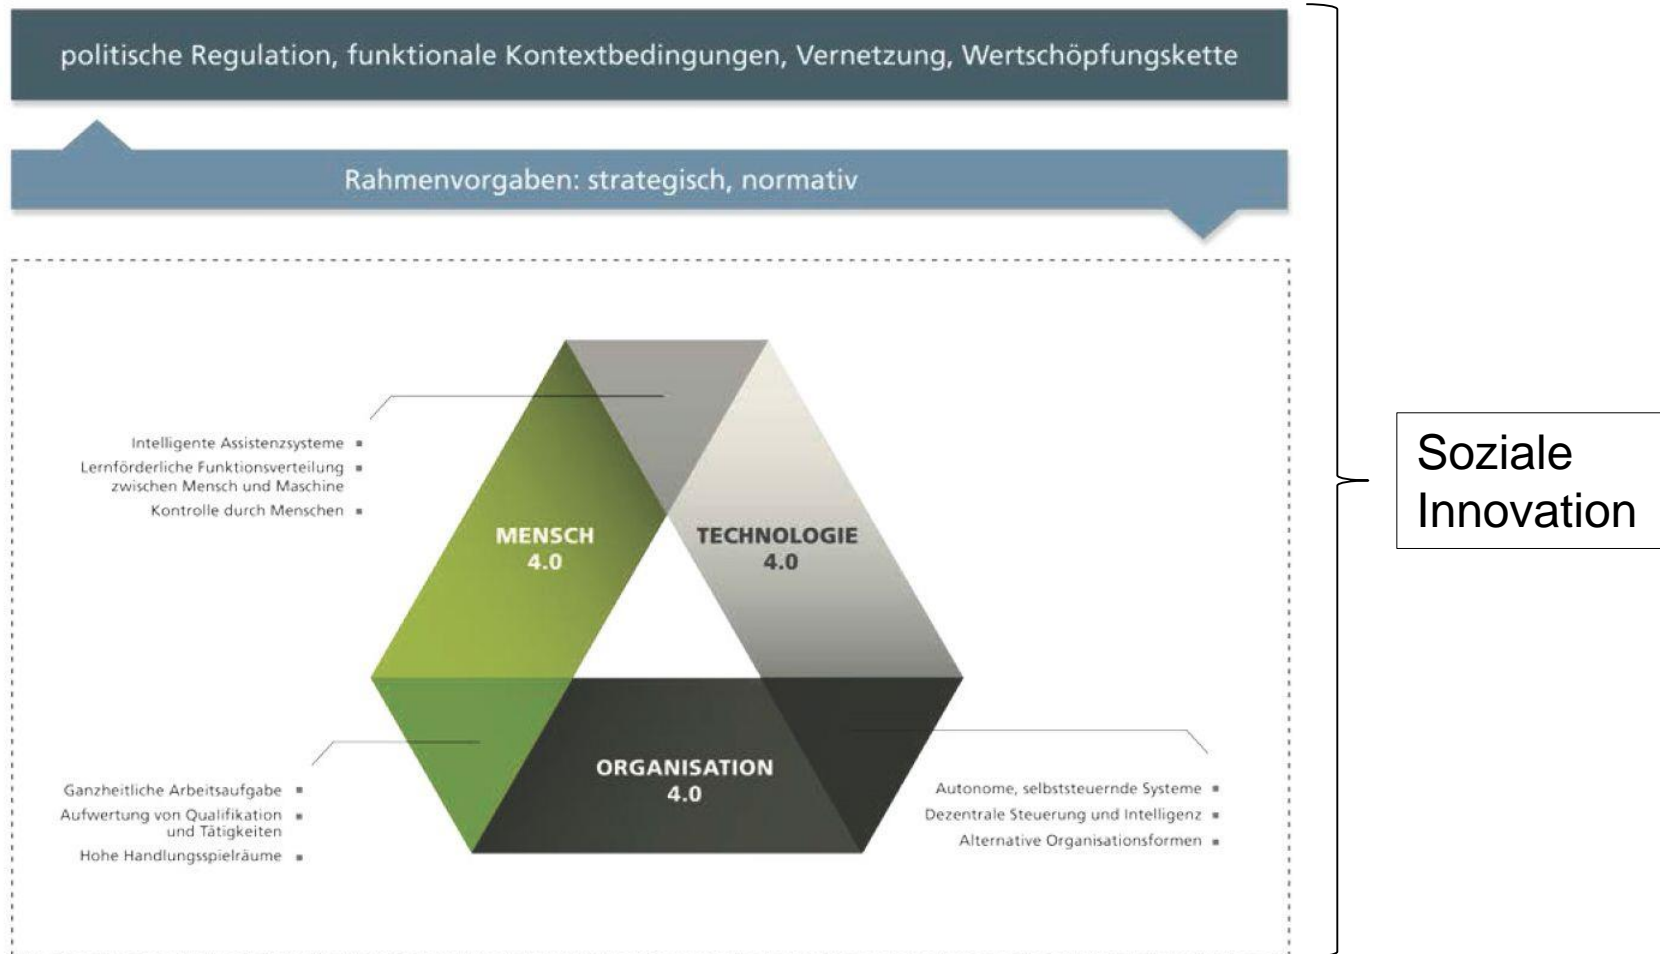 politische Regulation, funktionale Kontextbedingungen, Vernetzung, Wertschöpfungskette
Rahmenvorgaben: strategisch, normativ
Intelligente Assistenzsysteme ▪
Lernförderliche Funktionsverteilung ▪
zwischen Mensch und Maschine
Kontrolle durch Menschen ▪
MENSCH
4.0
TECHNOLOGIE
4.0
Soziale
Innovation
ORGANISATION
4.0
Ganzheitliche Arbeitsaufgabe ▪
Aufwertung von Qualifikation ▪
und Tätigkeiten
Hohe Handlungsspielräume ▪
Autonome, selbststeuernde Systeme ▪
Dezentrale Steuerung und Intelligenz ▪
Alternative Organisationsformen ▪